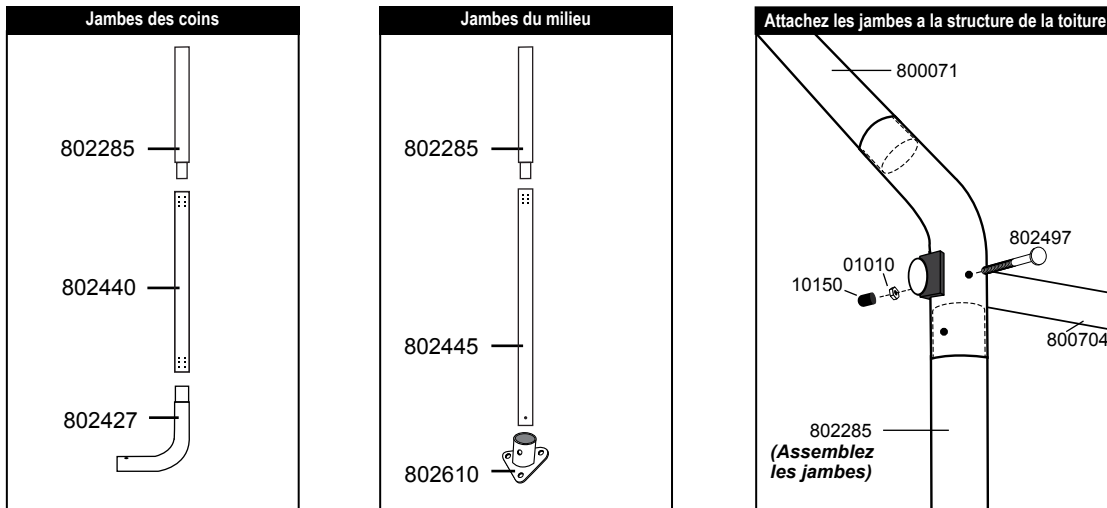 Jambes des coins
802285
802440
802427
Jambes du milieu
802285
802445
802610
Attachez les jambes a la structure de la toiture
800071
802497
01010
10150
800704
802285
(Assemblez
les jambes)